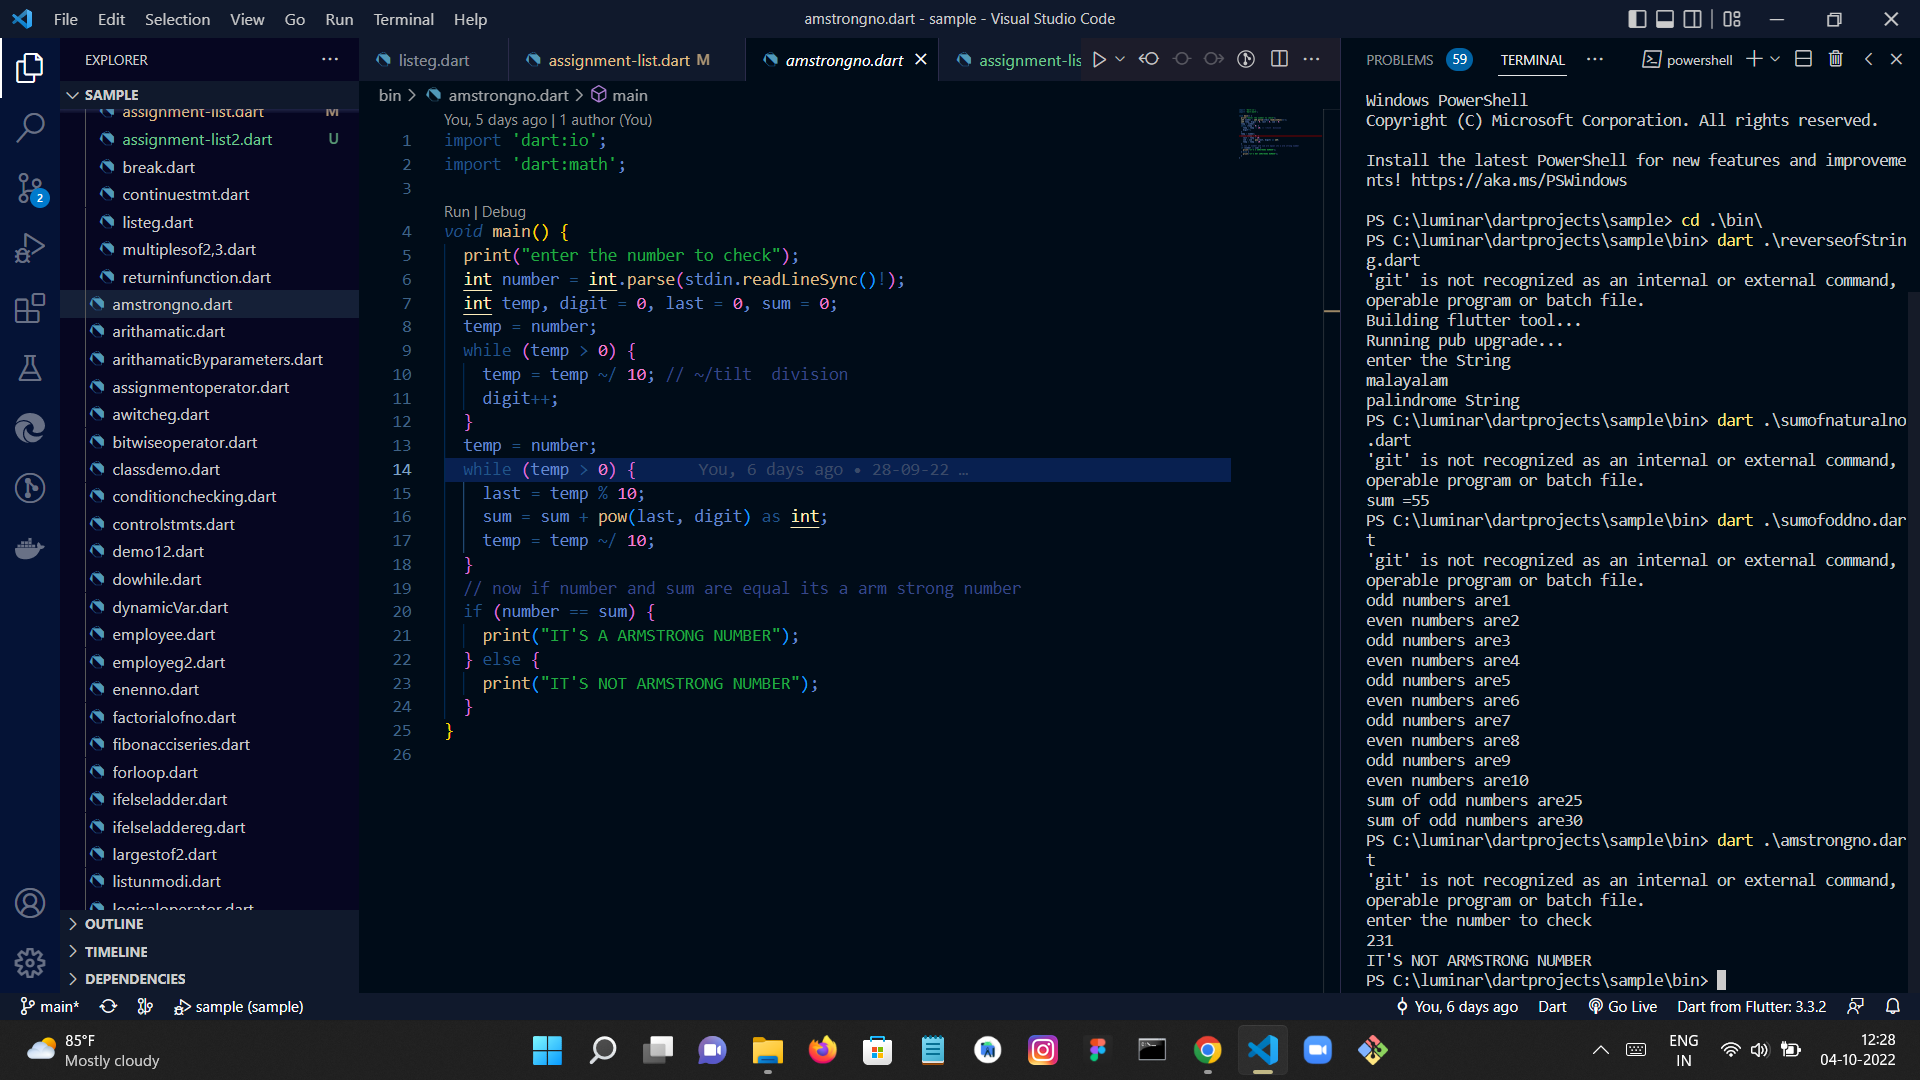 File Edit Selection View Go Run Terminal Help
amstrongno.dart - sample - Visual Studio Code
EXPLORER
SAMPLE
assignment-list.dart M
assignment-list2.dart U
break.dart
continuestmt.dart
listeg.dart
multiplesof2,3.dart
returninfunction.dart
amstrongno.dart
arithamatic.dart
arithamaticByparameters.dart
assignmentoperator.dart
awitcheg.dart
bitwiseoperator.dart
classdemo.dart
conditionchecking.dart
controlstmts.dart
demo12.dart
dowhile.dart
dynamicVar.dart
employee.dart
employeg2.dart
enenno.dart
factorialofno.dart
fibonacciseries.dart
forloop.dart
ifelseladder.dart
ifelseladdereg.dart
largestof2.dart
listunmodi.dart
logicaloperator.dart
OUTLINE
TIMELINE
DEPENDENCIES
2
listeg.dart assignment-list.dart M amstrongno.dart assignment-lis
bin > amstrongno.dart > main
You, 5 days ago | 1 author (You)
1 import 'dart:io';
2 import 'dart:math';
3
Run | Debug
4 void main() {
5 print("enter the number to check");
6 int number = int.parse(stdin.readLineSync()!);
7 int temp, digit = 0, last = 0, sum = 0;
8 temp = number;
9 while (temp > 0) {
10 temp = temp ~/ 10; // ~/tilt  division
11 digit++;
12 }
13 temp = number;
14 while (temp > 0) { You, 6 days ago • 28-09-22 …
15 last = temp % 10;
16 sum = sum + pow(last, digit) as int;
17 temp = temp ~/ 10;
18 }
19 // now if number and sum are equal its a arm strong number
20 if (number == sum) {
21 print("IT'S A ARMSTRONG NUMBER");
22 } else {
23 print("IT'S NOT ARMSTRONG NUMBER");
24 }
25 }
26
PROBLEMS 59 TERMINAL powershell
Windows PowerShell
Copyright (C) Microsoft Corporation. All rights reserved.
Install the latest PowerShell for new features and improveme
nts! https://aka.ms/PSWindows
PS C:\luminar\dartprojects\sample> cd .\bin\
PS C:\luminar\dartprojects\sample\bin> dart .\reverseofStrin
g.dart
'git' is not recognized as an internal or external command,
operable program or batch file.
Building flutter tool...
Running pub upgrade...
enter the String
malayalam
palindrome String
PS C:\luminar\dartprojects\sample\bin> dart .\sumofnaturalno
.dart
'git' is not recognized as an internal or external command,
operable program or batch file.
sum =55
PS C:\luminar\dartprojects\sample\bin> dart .\sumofoddno.dar
t
'git' is not recognized as an internal or external command,
operable program or batch file.
odd numbers are1
even numbers are2
odd numbers are3
even numbers are4
odd numbers are5
even numbers are6
odd numbers are7
even numbers are8
odd numbers are9
even numbers are10
sum of odd numbers are25
sum of odd numbers are30
PS C:\luminar\dartprojects\sample\bin> dart .\amstrongno.dar
t
'git' is not recognized as an internal or external command,
operable program or batch file.
enter the number to check
231
IT'S NOT ARMSTRONG NUMBER
PS C:\luminar\dartprojects\sample\bin>
main* sample (sample) You, 6 days ago Dart Go Live Dart from Flutter: 3.3.2
85°F
Mostly cloudy
ENG
IN
12:28
04-10-2022